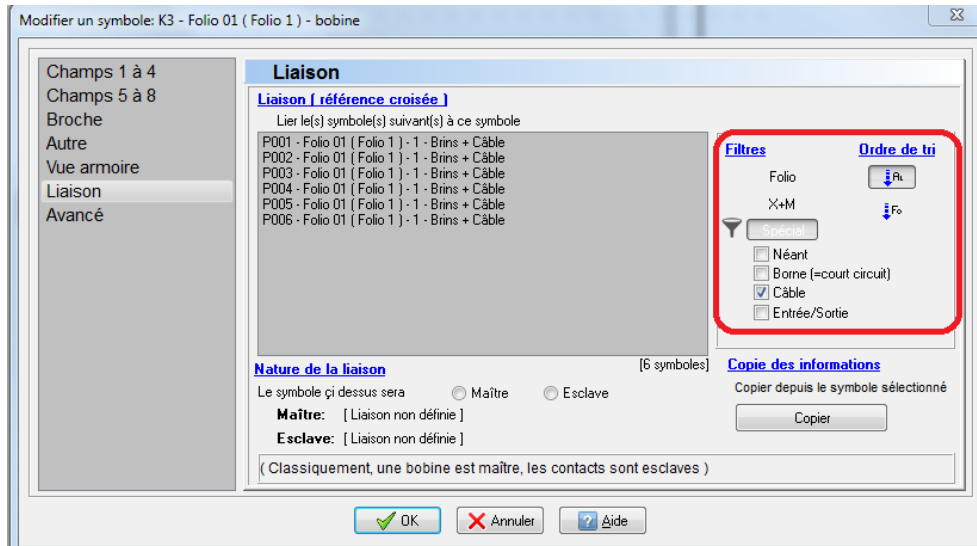 Modifier un symbole: K3 - Folio 01 ( Folio 1 ) - bobine
Champs 1 à 4
Champs 5 à 8
Broche
Autre
Vue armoire
Liaison
Avancé
Liaison
Liaison ( référence croisée )
Lier le(s) symbole(s) suivant(s) à ce symbole
P001 - Folio 01 ( Folio 1 ) - 1 - Brins + Câble
P002 - Folio 01 ( Folio 1 ) - 1 - Brins + Câble
P003 - Folio 01 ( Folio 1 ) - 1 - Brins + Câble
P004 - Folio 01 ( Folio 1 ) - 1 - Brins + Câble
P005 - Folio 01 ( Folio 1 ) - 1 - Brins + Câble
P006 - Folio 01 ( Folio 1 ) - 1 - Brins + Câble
[6 symboles]
Filtres
Ordre de tri
Folio
X+M
Fo
Spécial
Néant
Borne (=court circuit)
Câble
Entrée/Sortie
Nature de la liaison
Le symbole çi dessus sera
Maître
Esclave
Maître: [ Liaison non définie ]
Esclave: [ Liaison non définie ]
( Classiquement, une bobine est maître, les contacts sont esclaves )
Copie des informations
Copier depuis le symbole sélectionné
Copier
OK
Annuler
Aide